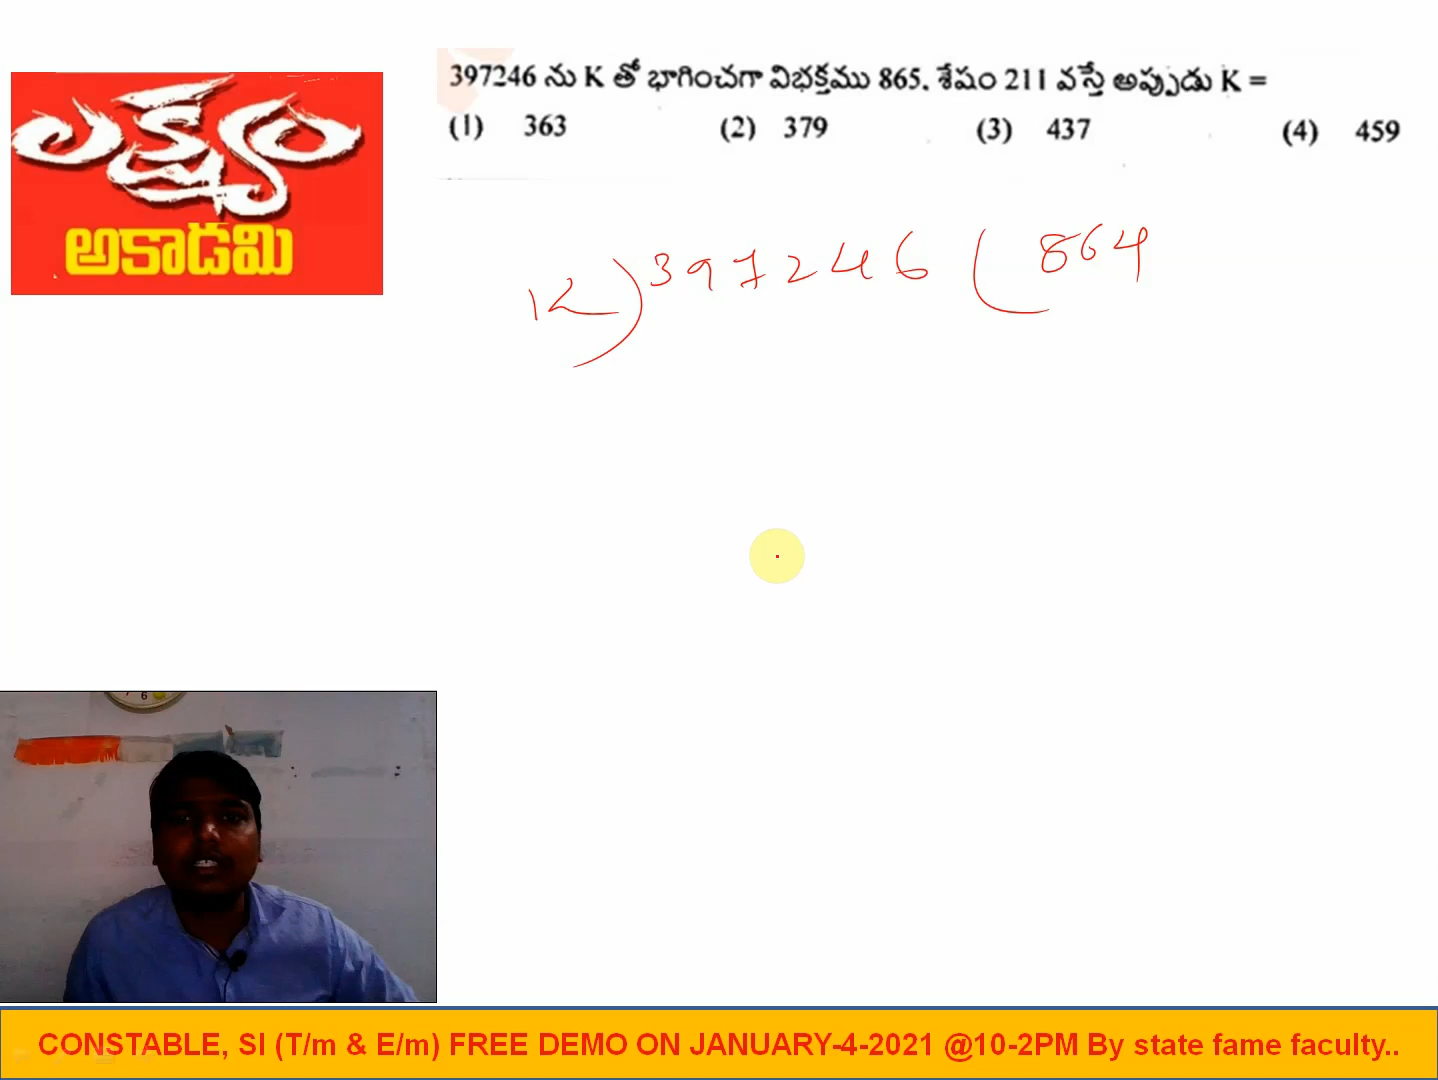 లక్ష్యం
అకాడమి
397246 ను K తో భాగించగా విభక్తము 865. శేషం 211 వస్తే అప్పుడు K =
(1) 363 (2) 379 (3) 437 (4) 459
K) 397246 ( 864
CONSTABLE, SI (T/m & E/m) FREE DEMO ON JANUARY-4-2021 @10-2PM By state fame faculty..